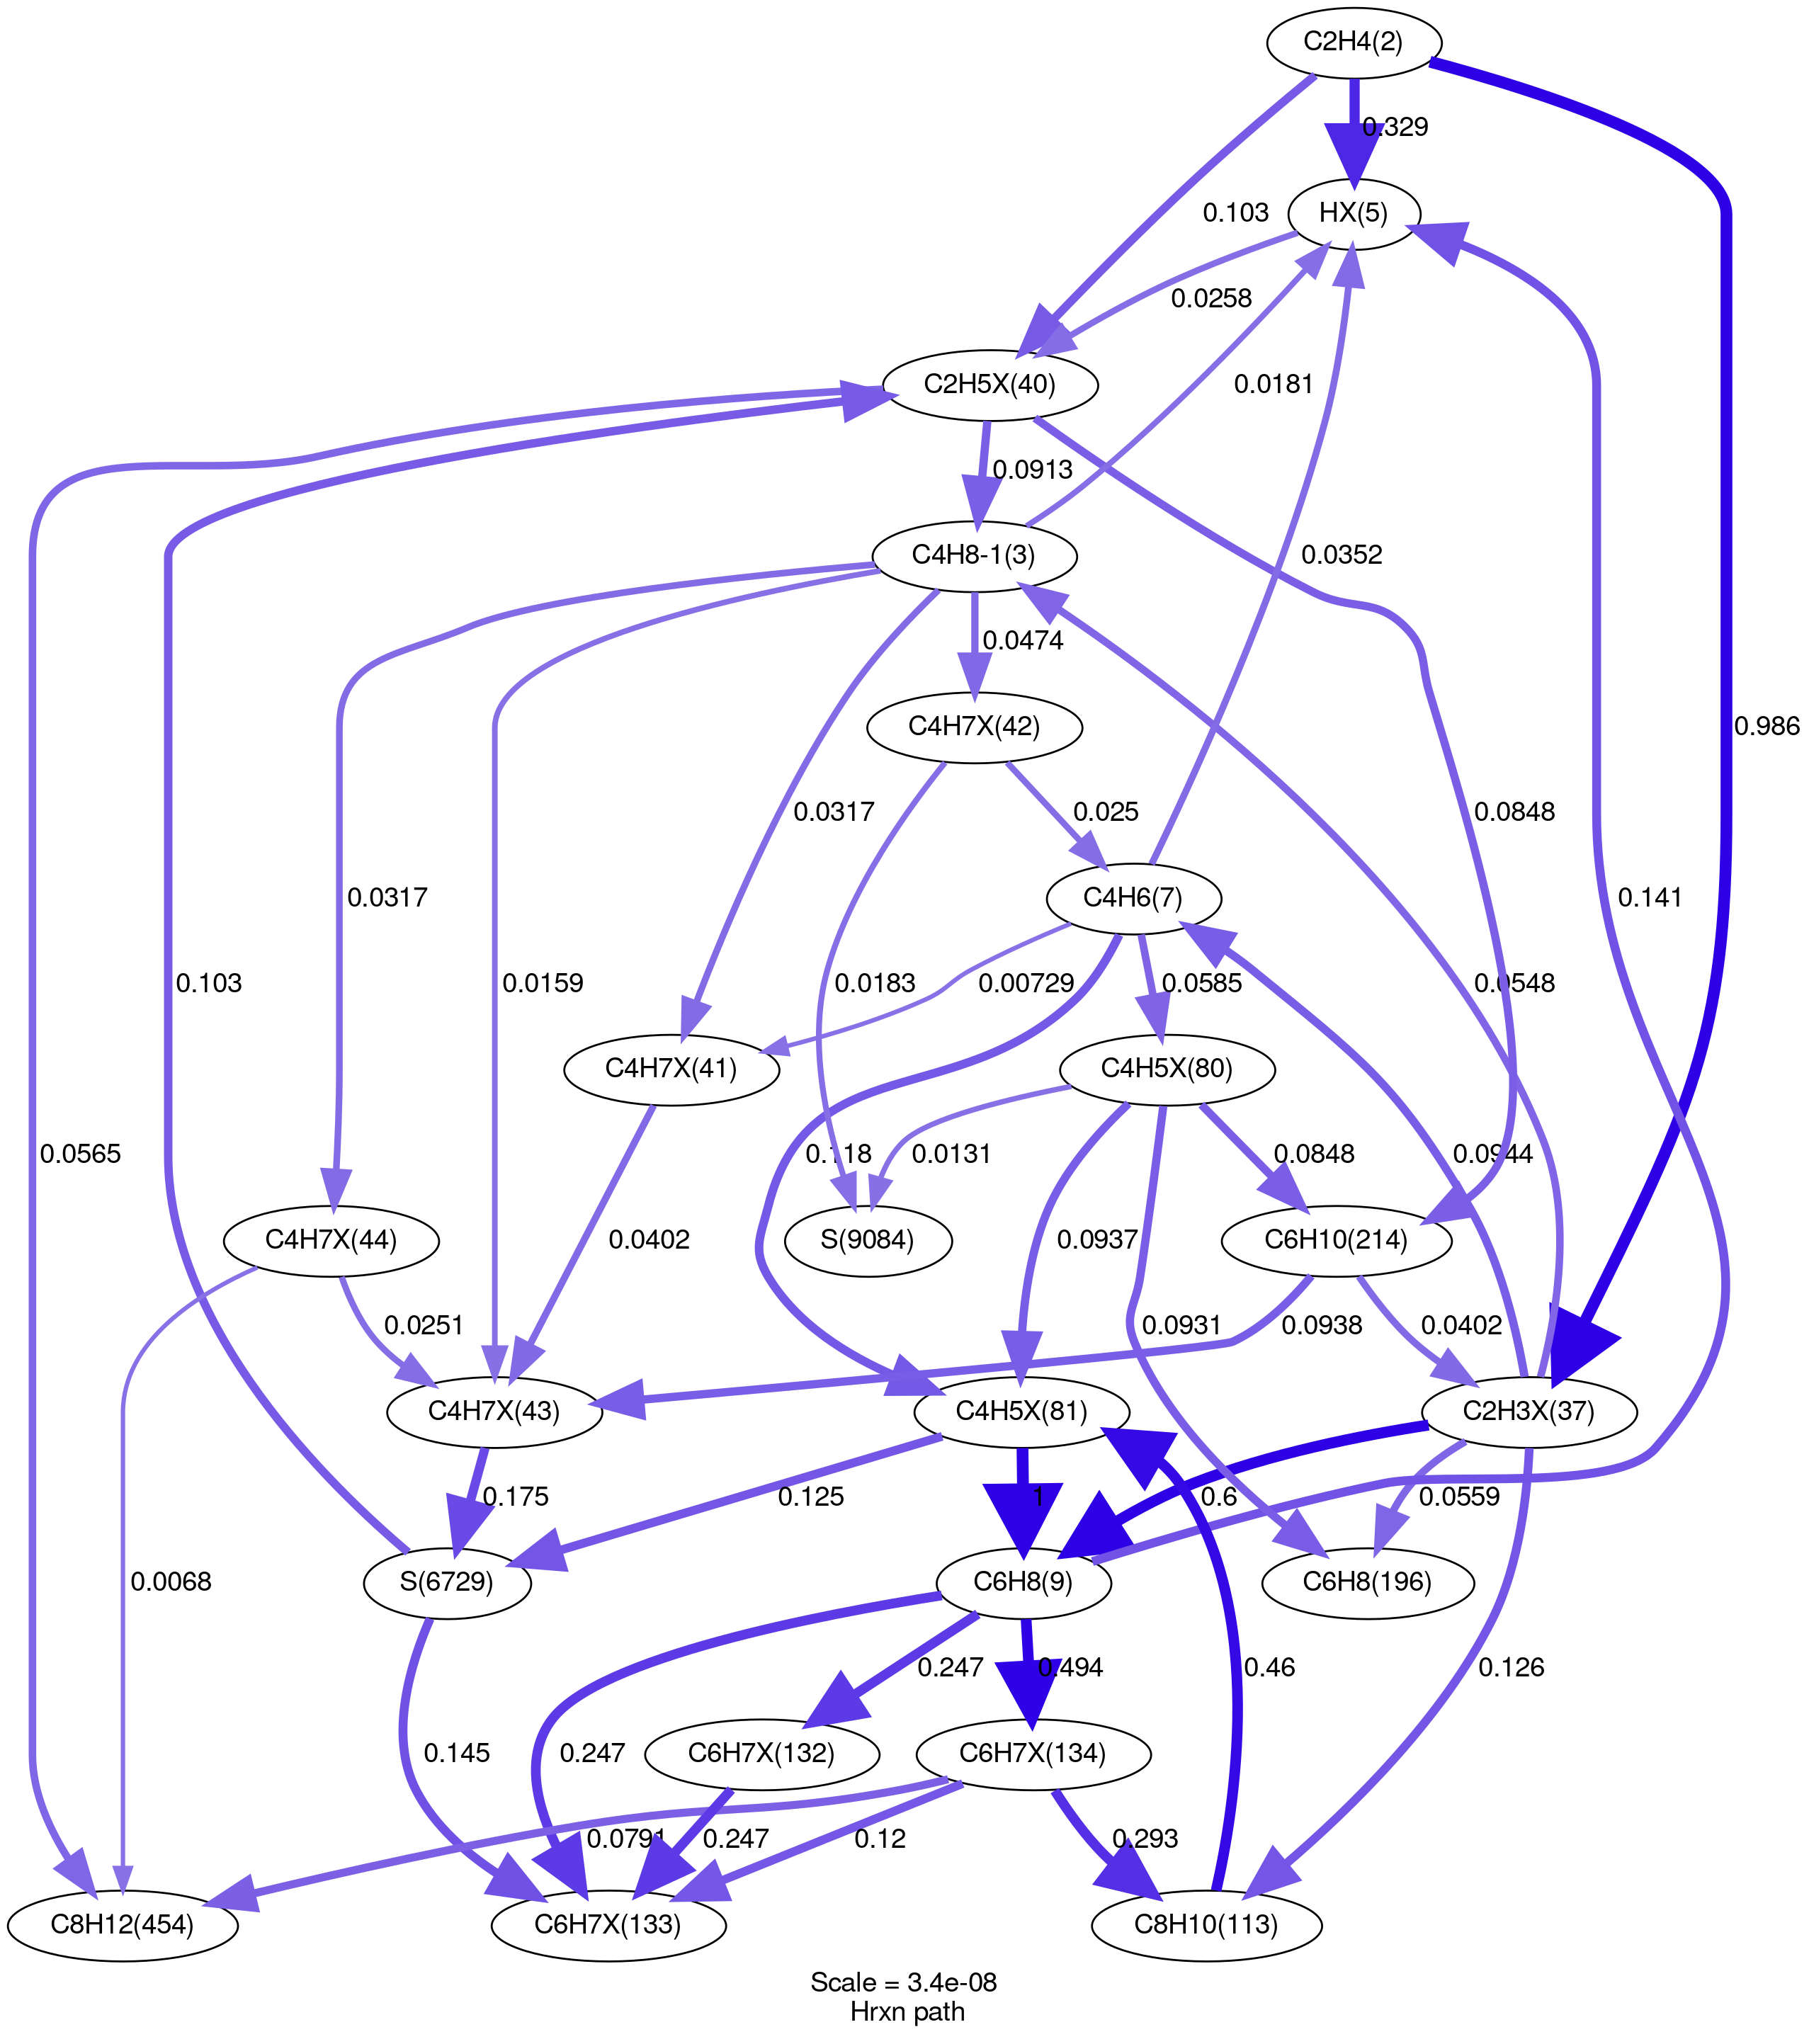 C2H4(2)
0.329
0.103
HX(5)
0.0258
C2H5X(40)
0.0181
0.0913
C4H8-1(3)
0.0352
0.0474
C4H7X(42)
0.986
0.0317
0.025
0.0848
C4H6(7)
0.0317
0.141
0.103
0.0159
0.0183
0.00729
0.0585
0.0548
C4H7X(41)
C4H5X(80)
0.0565
0.118
0.0131
0.0848
0.0944
C4H7X(44)
0.0402
S(9084)
0.0937
C6H10(214)
0.0251
0.0931
0.0938
0.0402
C4H7X(43)
C4H5X(81)
C2H3X(37)
0.175
0.125
1
0.6
0.0559
0.0068
S(6729)
C6H8(9)
C6H8(196)
0.247
0.494
0.46
0.126
0.145
0.247
C6H7X(132)
C6H7X(134)
0.0791
0.247
0.12
0.293
C8H12(454)
C6H7X(133)
C8H10(113)
Scale = 3.4e-08
Hrxn path